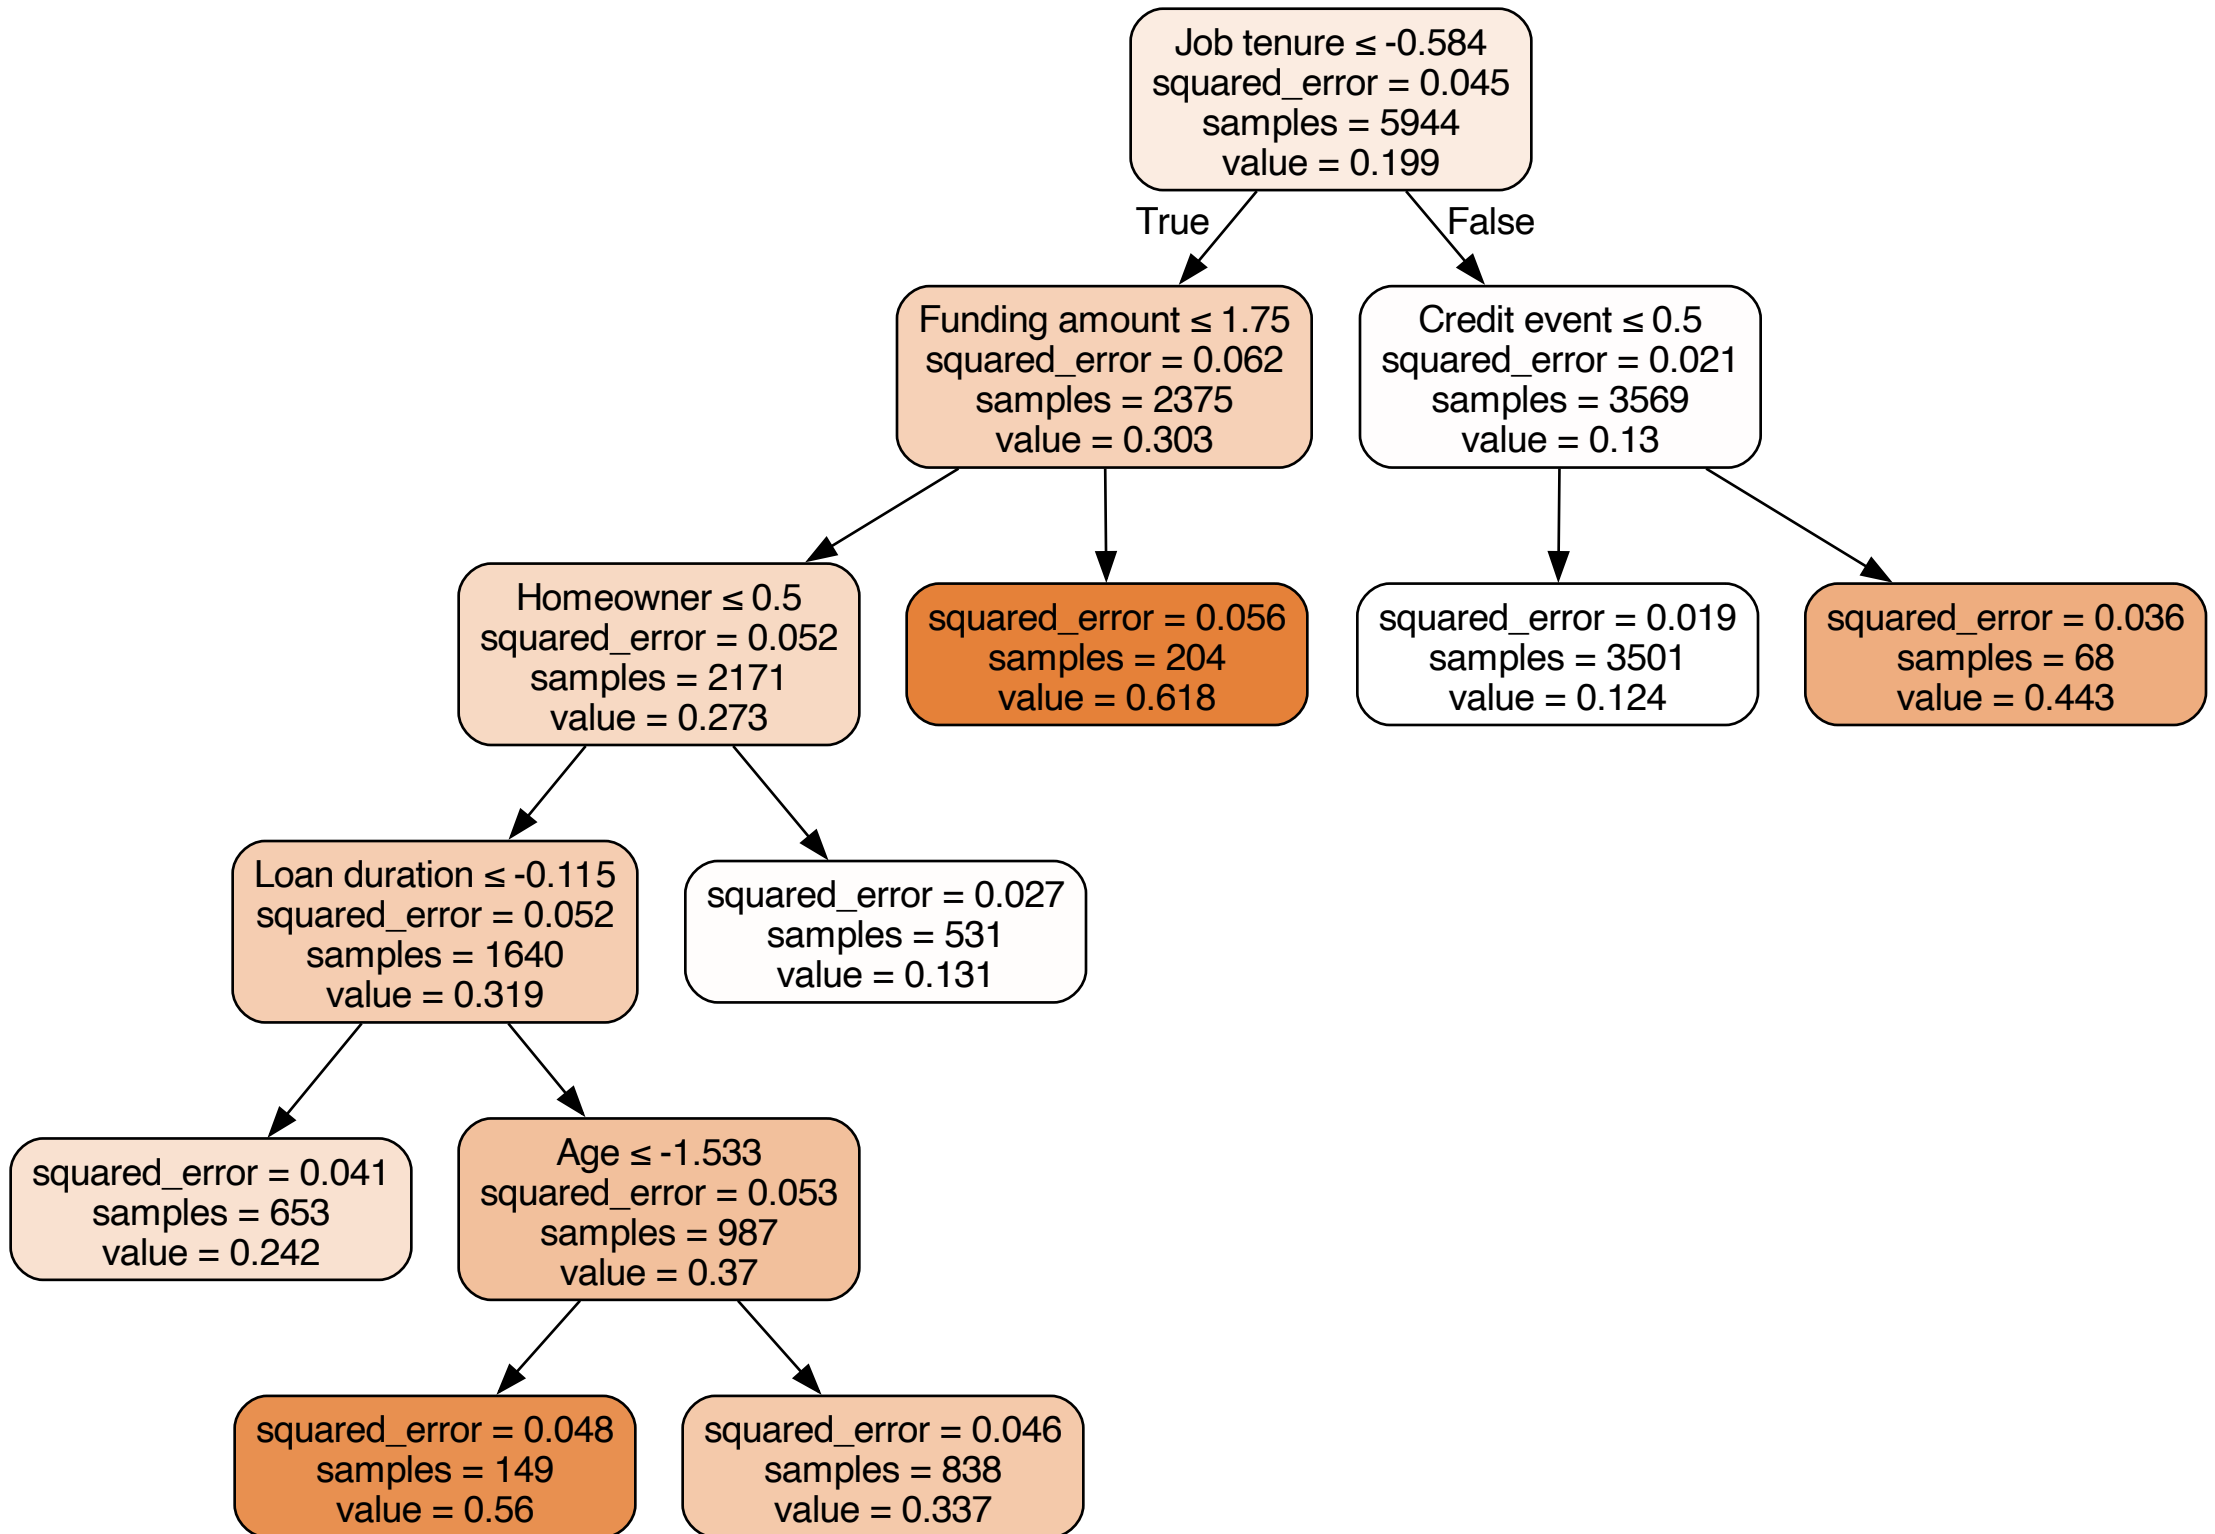 Job tenure ≤ -0.584
squared_error = 0.045
samples = 5944
value = 0.199
True
False
Funding amount ≤ 1.75
squared_error = 0.062
samples = 2375
value = 0.303
Credit event ≤ 0.5
squared_error = 0.021
samples = 3569
value = 0.13
Homeowner ≤ 0.5
squared_error = 0.052
samples = 2171
value = 0.273
squared_error = 0.056
samples = 204
value = 0.618
squared_error = 0.019
samples = 3501
value = 0.124
squared_error = 0.036
samples = 68
value = 0.443
Loan duration ≤ -0.115
squared_error = 0.052
samples = 1640
value = 0.319
squared_error = 0.027
samples = 531
value = 0.131
squared_error = 0.041
samples = 653
value = 0.242
Age ≤ -1.533
squared_error = 0.053
samples = 987
value = 0.37
squared_error = 0.048
samples = 149
value = 0.56
squared_error = 0.046
samples = 838
value = 0.337